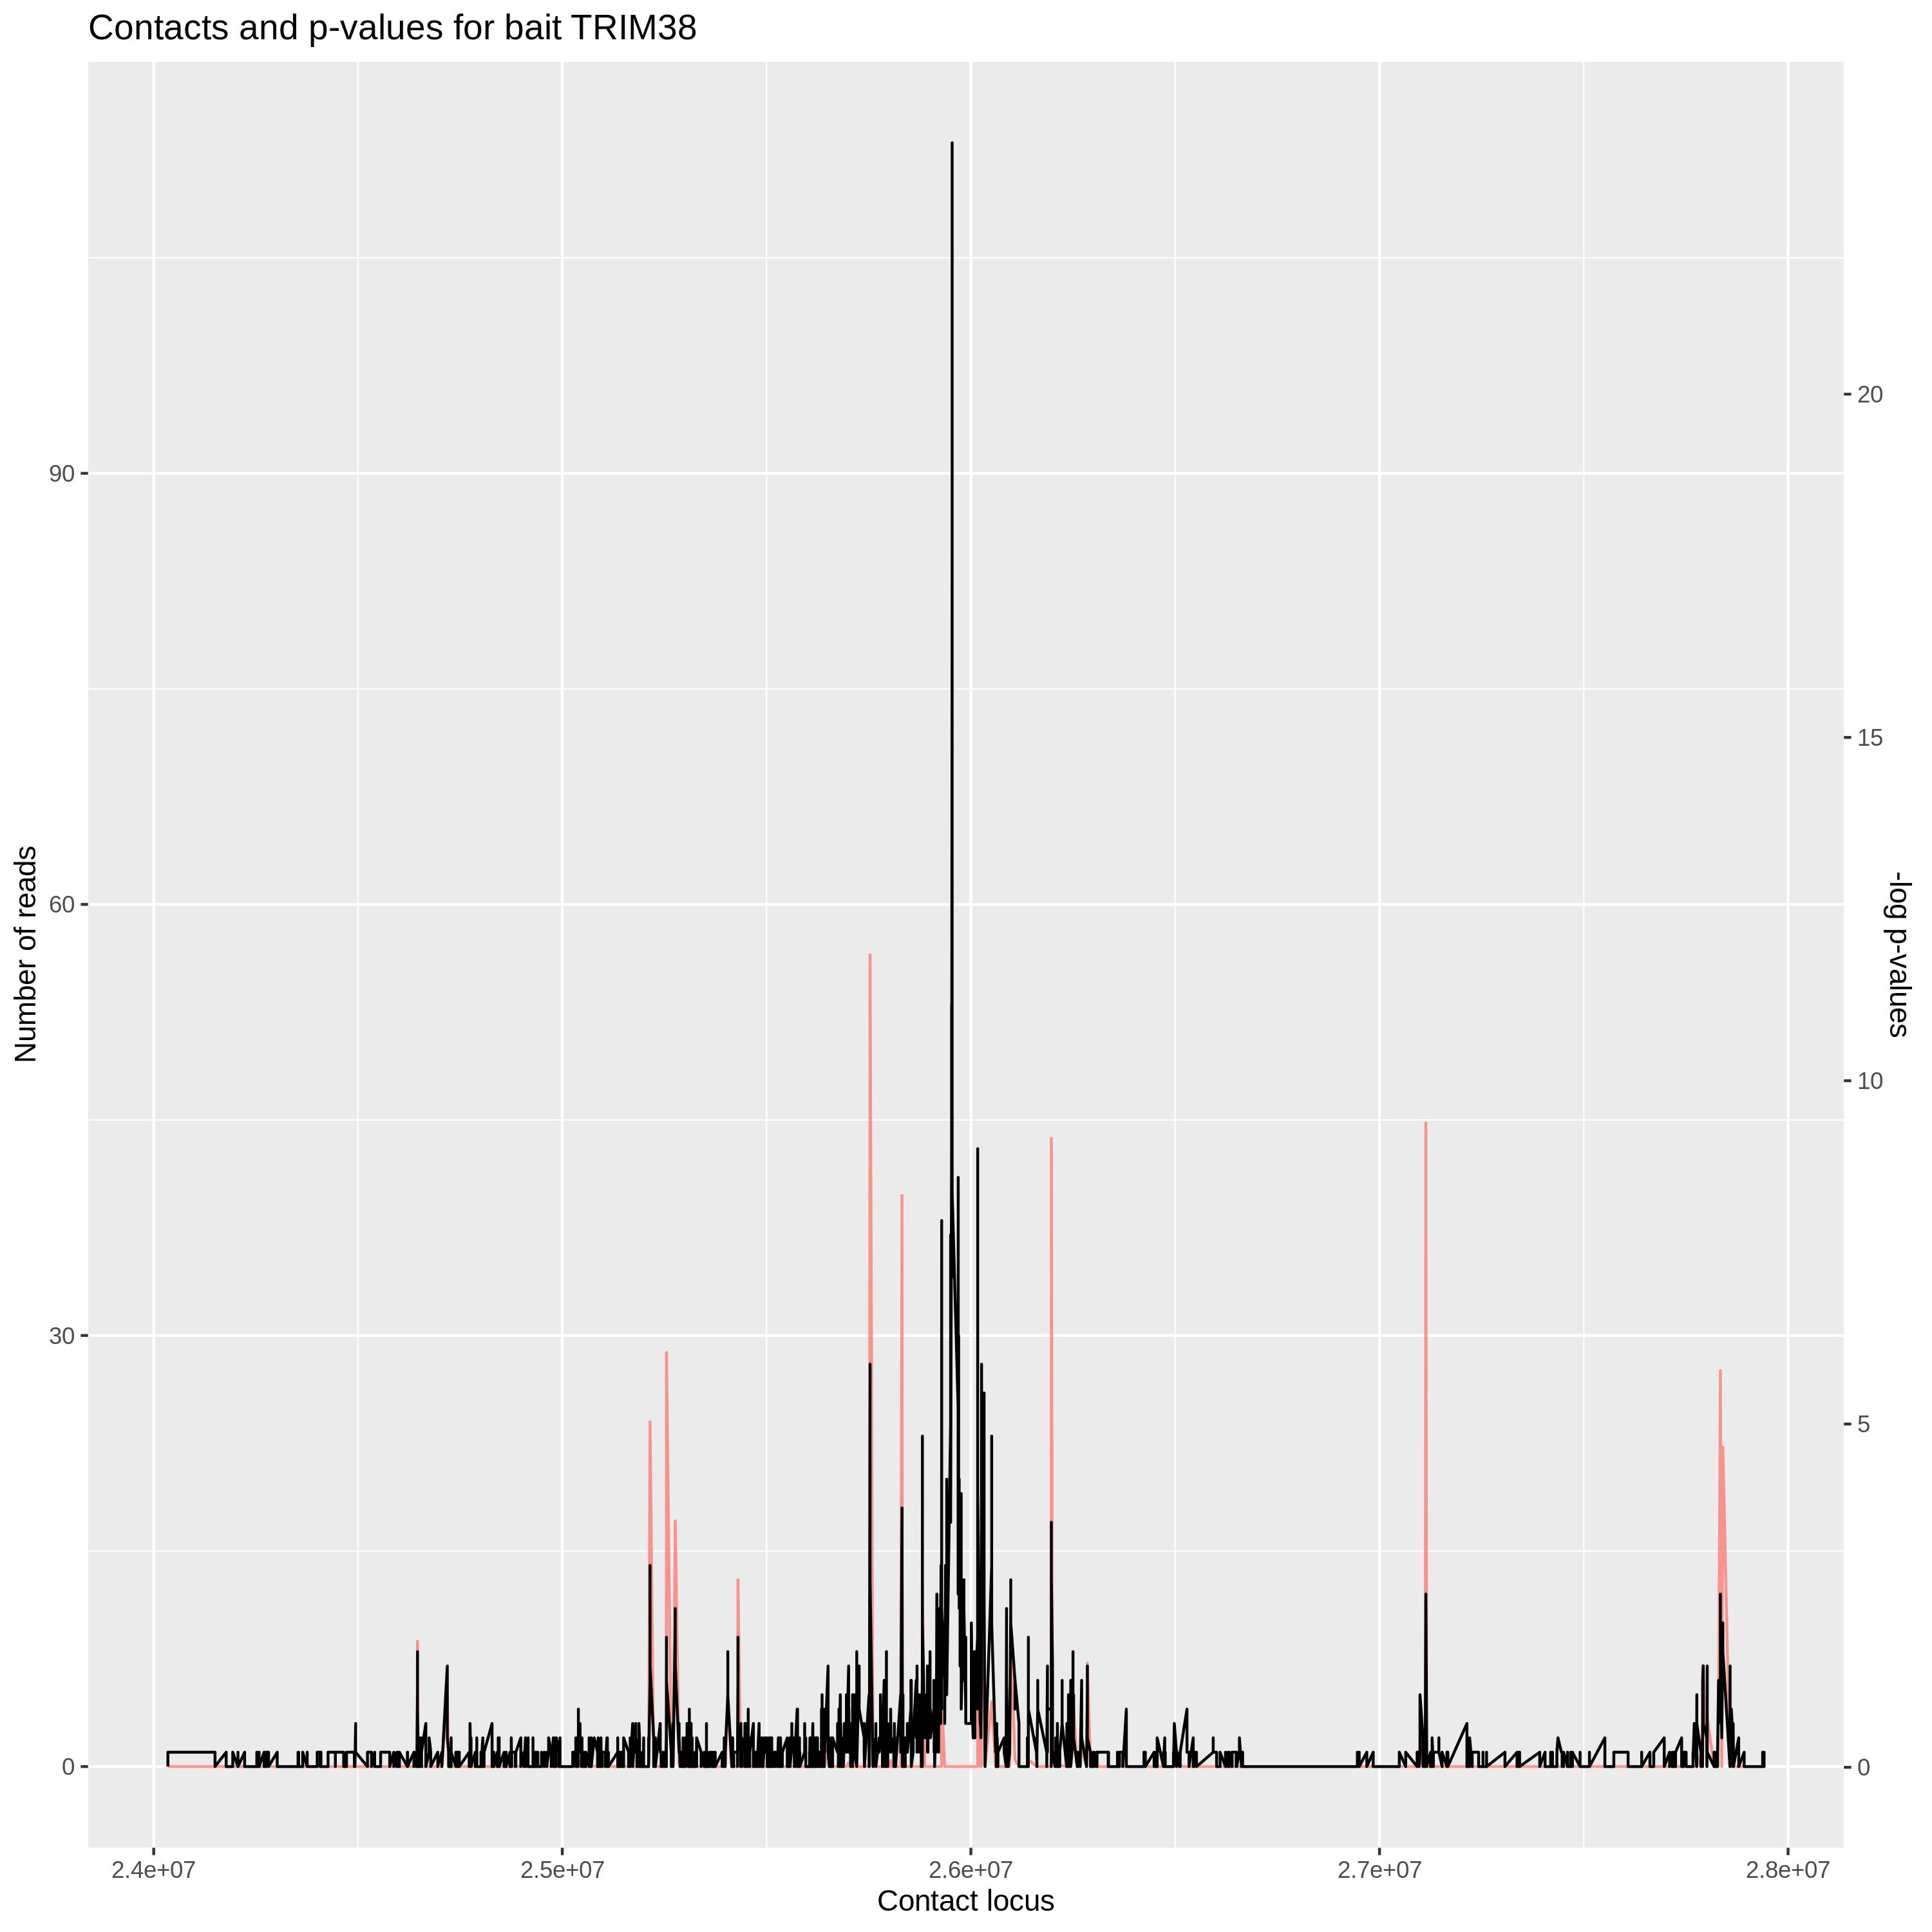 Contacts and p-values for bait TRIM38
Number of reads
90
60
30
0
-log p-values
20
15
10
5
0
2.4e+07
2.5e+07
2.6e+07
2.7e+07
2.8e+07
Contact locus